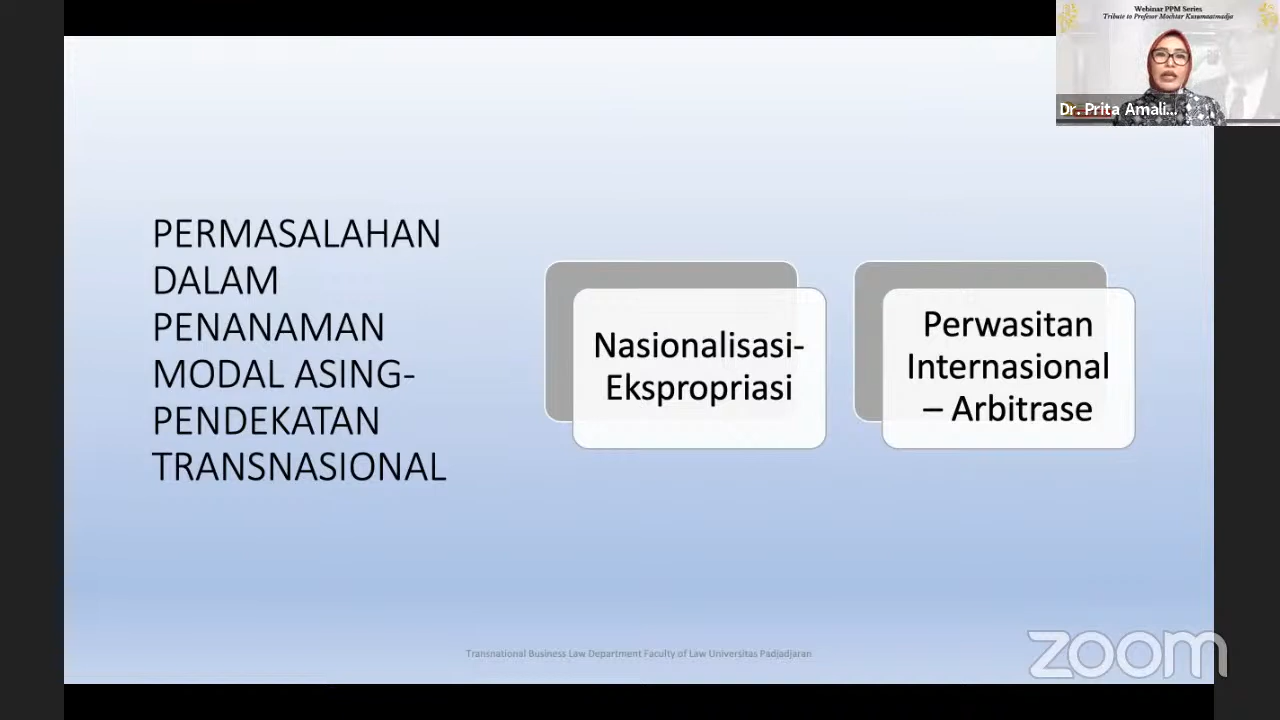 Webinar PPM Series
Tribute to Profesor Mochtar Kusumaatmadja
Dr. Prita Amali...
PERMASALAHAN
DALAM
PENANAMAN
MODAL ASING-
PENDEKATAN
TRANSNASIONAL
Nasionalisasi-
Ekspropriasi
Perwasitan
Internasional
– Arbitrase
Transnational Business Law Department Faculty of Law Universitas Padjadjaran
zoom